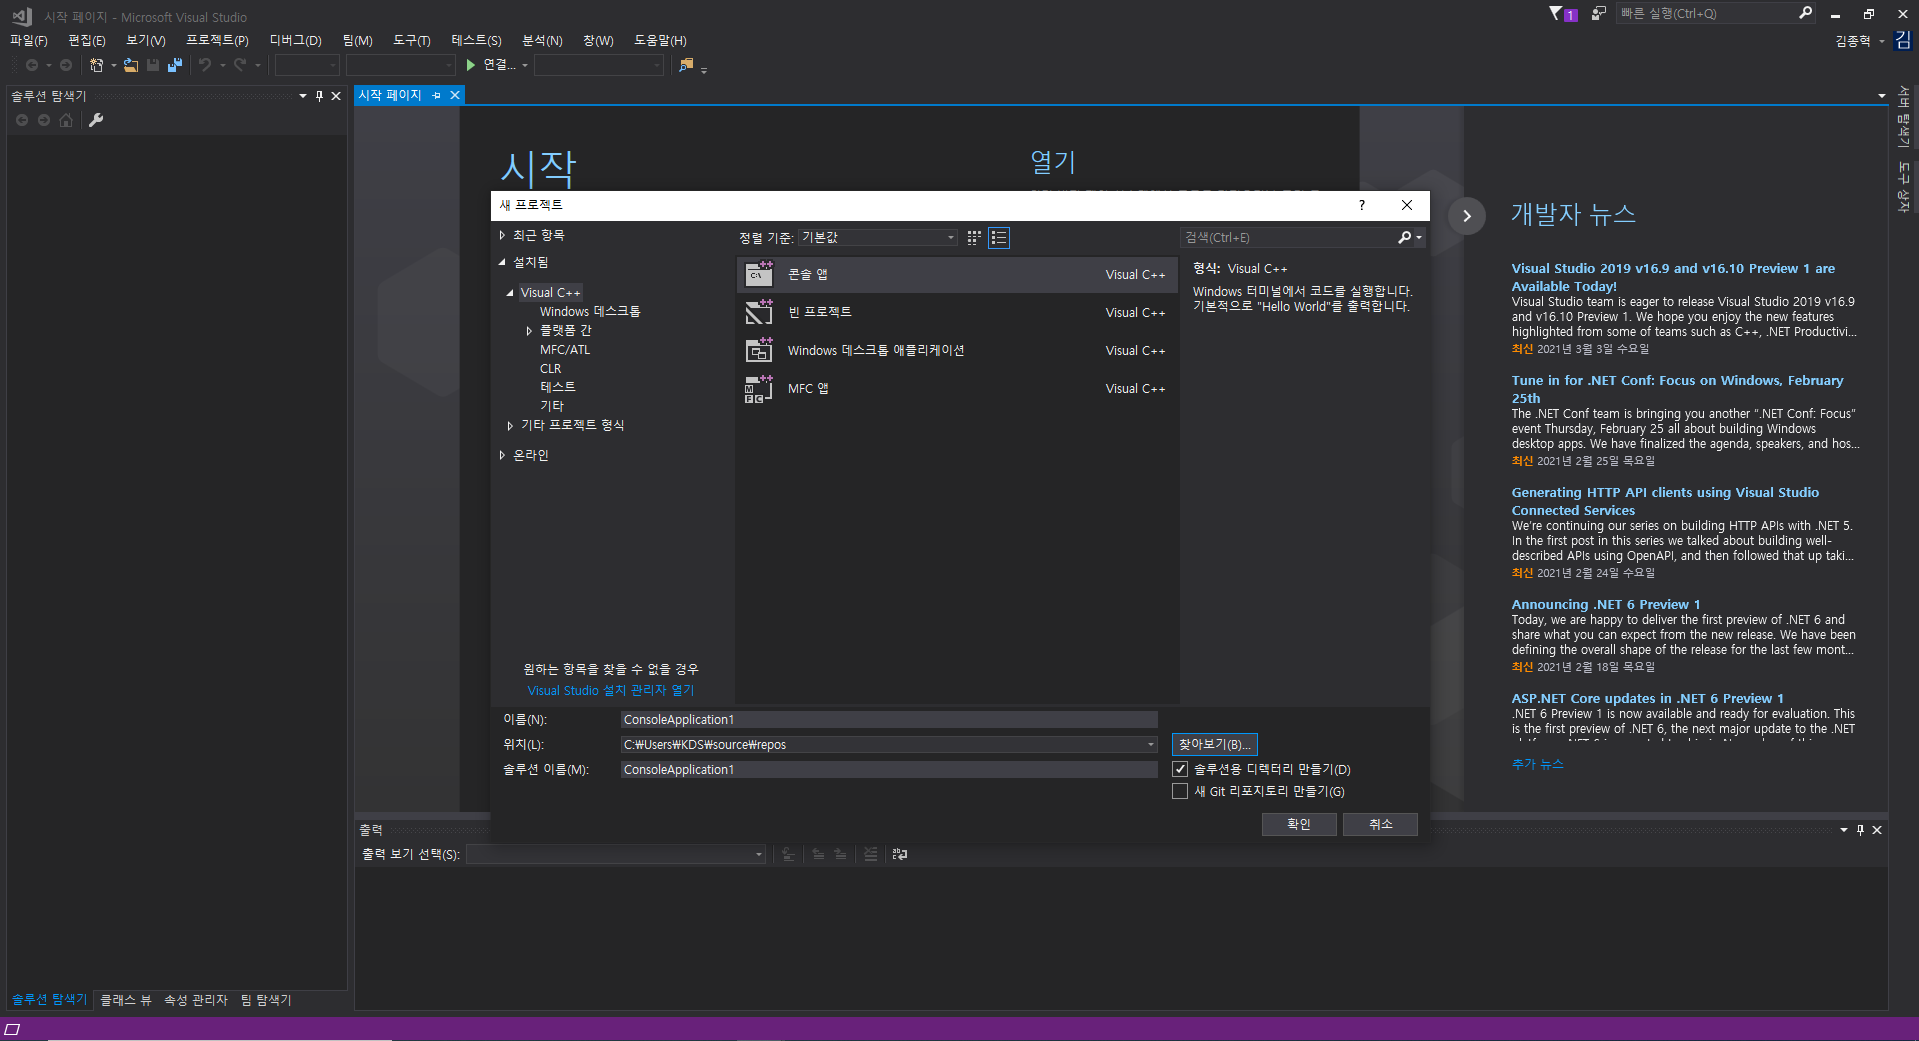 시작 페이지 - Microsoft Visual Studio
1
빠른 실행(Ctrl+Q)
파일(F) 편집(E) 보기(V) 프로젝트(P) 디버그(D) 팀(M) 도구(T) 테스트(S) 분석(N) 창(W) 도움말(H)
김종혁
김
연결...
솔루션 탐색기
시작 페이지
서버 탐색기
도구 상자
시작
열기
새 프로젝트
?
최근 항목
설치됨
Visual C++
Windows 데스크톱
플랫폼 간
MFC/ATL
CLR
테스트
기타
기타 프로젝트 형식
온라인
원하는 항목을 찾을 수 없을 경우
Visual Studio 설치 관리자 열기
정렬 기준: 기본값
콘솔 앱 Visual C++
빈 프로젝트 Visual C++
Windows 데스크톱 애플리케이션 Visual C++
MFC 앱 Visual C++
검색(Ctrl+E)
형식: Visual C++
Windows 터미널에서 코드를 실행합니다.
기본적으로 "Hello World"를 출력합니다.
이름(N): ConsoleApplication1
위치(L): C:₩Users₩KDS₩source₩repos
찾아보기(B)...
솔루션 이름(M): ConsoleApplication1
솔루션용 디렉터리 만들기(D)
새 Git 리포지토리 만들기(G)
확인 취소
개발자 뉴스
Visual Studio 2019 v16.9 and v16.10 Preview 1 are
Available Today!
Visual Studio team is eager to release Visual Studio 2019 v16.9
and v16.10 Preview 1. We hope you enjoy the new features
highlighted from some of teams such as C++, .NET Productivi...
최신 2021년 3월 3일 수요일
Tune in for .NET Conf: Focus on Windows, February
25th
The .NET Conf team is bringing you another “.NET Conf: Focus”
event Thursday, February 25 all about building Windows
desktop apps. We have finalized the agenda, speakers, and hos...
최신 2021년 2월 25일 목요일
Generating HTTP API clients using Visual Studio
Connected Services
We’re continuing our series on building HTTP APIs with .NET 5.
In the first post in this series we talked about building well-
described APIs using OpenAPI, and then followed that up taki...
최신 2021년 2월 24일 수요일
Announcing .NET 6 Preview 1
Today, we are happy to deliver the first preview of .NET 6 and
share what you can expect from the new release. We have been
defining the overall shape of the release for the last few mont...
최신 2021년 2월 18일 목요일
ASP.NET Core updates in .NET 6 Preview 1
.NET 6 Preview 1 is now available and ready for evaluation. This
is the first preview of .NET 6, the next major update to the .NET
추가 뉴스
출력
출력 보기 선택(S):
솔루션 탐색기 클래스 뷰 속성 관리자 팀 탐색기